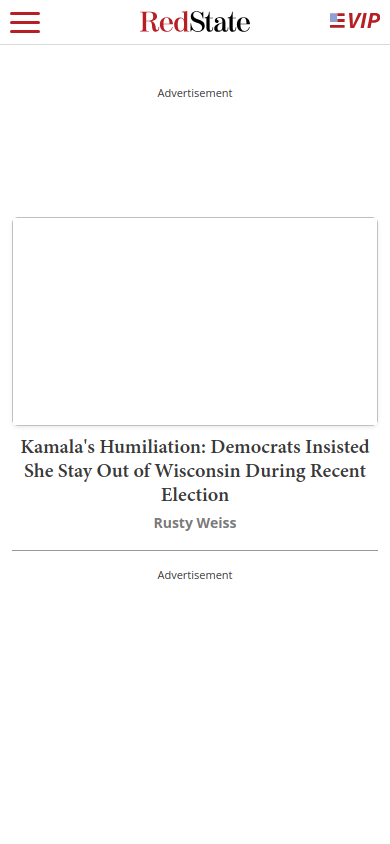 RedState
VIP
Advertisement
Kamala's Humiliation: Democrats Insisted
She Stay Out of Wisconsin During Recent
Election
Rusty Weiss
Advertisement